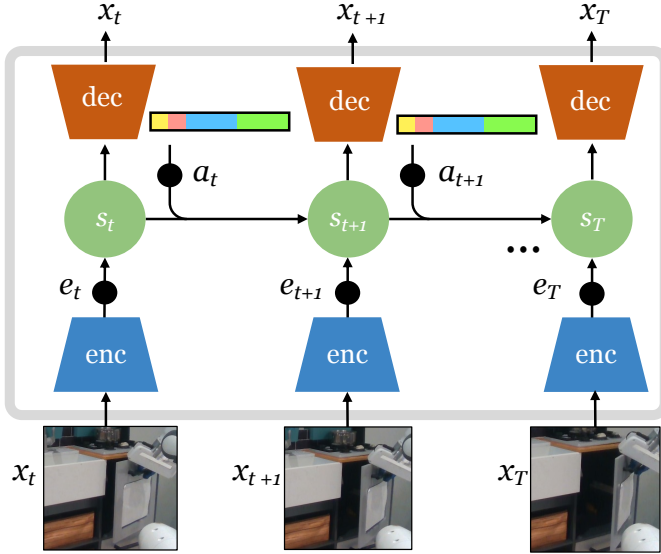 x_t x_{t+1} x_T
dec dec dec
a_t a_{t+1}
s_t s_{t+1} s_T
...
e_t e_{t+1} e_T
enc enc enc
x_t x_{t+1} x_T